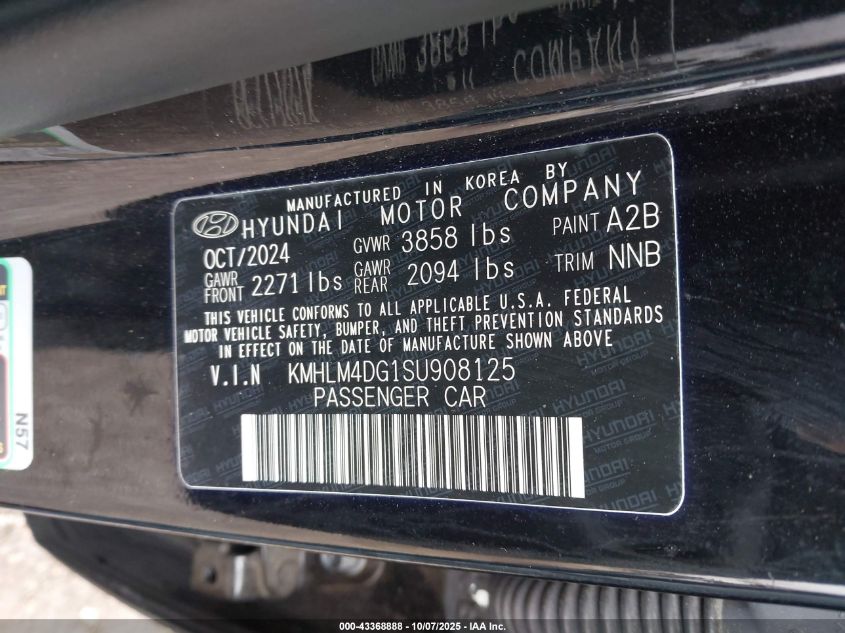 MANUFACTURED IN KOREA BY
HYUNDAI MOTOR COMPANY
OCT/2024 GVWR 3858 lbs PAINT A2B
GAWR FRONT 2271 lbs GAWR REAR 2094 lbs TRIM NNB
THIS VEHICLE CONFORMS TO ALL APPLICABLE U.S.A. FEDERAL
MOTOR VEHICLE SAFETY, BUMPER, AND THEFT PREVENTION STANDARDS
IN EFFECT ON THE DATE OF MANUFACTURE SHOWN ABOVE
V.I.N KMHLM4DG1SU908125
PASSENGER CAR
HYUNDAI
MOTOR GROUP
N57
000-43368888 - 10/07/2025 - IAA Inc.